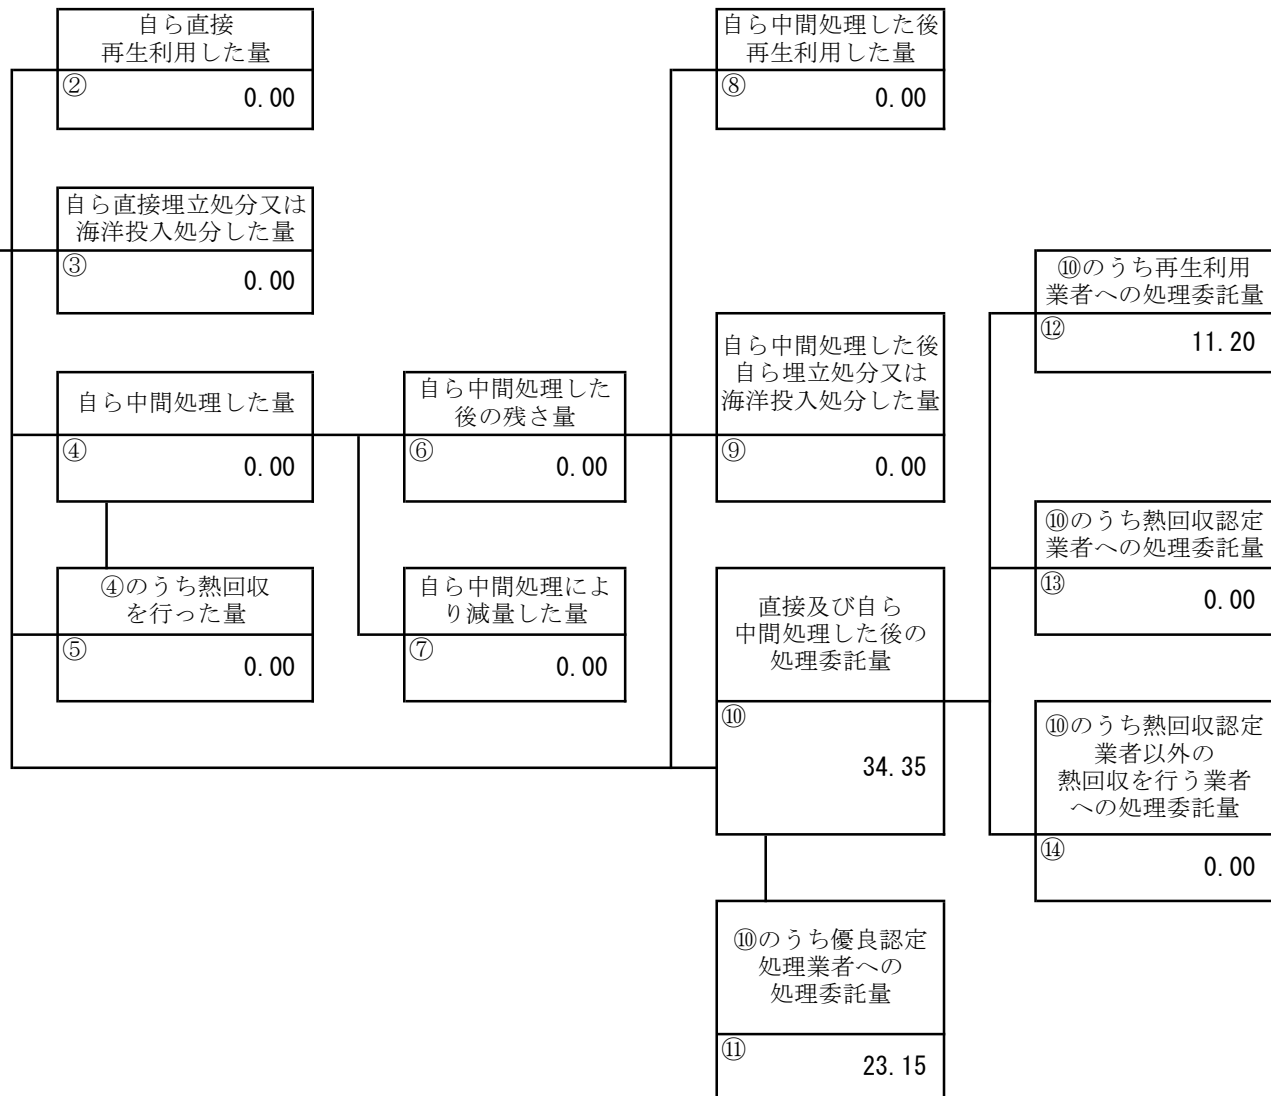 自ら直接
再生利用した量
②
0.00
自ら中間処理した後
再生利用した量
⑧
0.00
自ら直接埋立処分又は
海洋投入処分した量
③
0.00
⑩のうち再生利用
業者への処理委託量
⑫
11.20
自ら中間処理した量
④
0.00
自ら中間処理した
後の残さ量
⑥
0.00
自ら中間処理した後
自ら埋立処分又は
海洋投入処分した量
⑨
0.00
⑩のうち熱回収認定
業者への処理委託量
⑬
0.00
④のうち熱回収
を行った量
⑤
0.00
自ら中間処理によ
り減量した量
⑦
0.00
直接及び自ら
中間処理した後の
処理委託量
⑩
34.35
⑩のうち熱回収認定
業者以外の
熱回収を行う業者
への処理委託量
⑭
0.00
⑩のうち優良認定
処理業者への
処理委託量
⑪
23.15